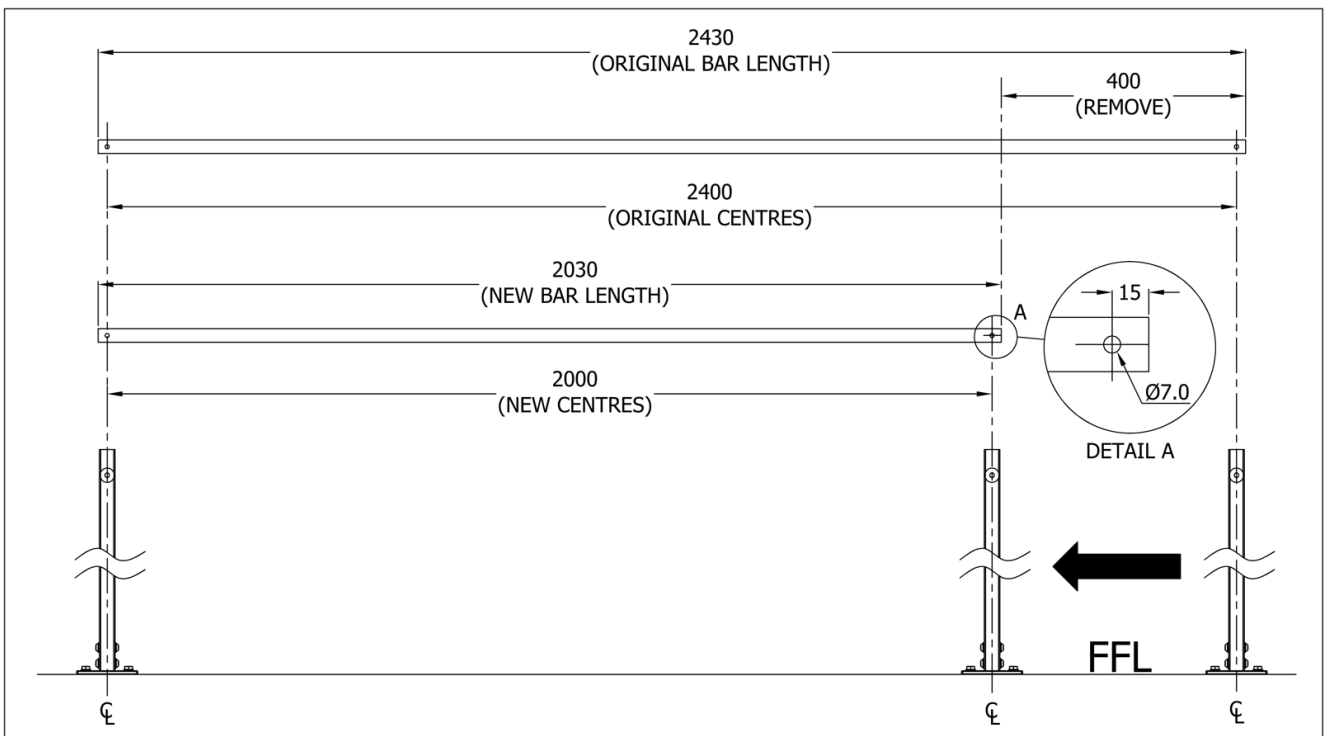 2430
(ORIGINAL BAR LENGTH)
400
(REMOVE)
2400
(ORIGINAL CENTRES)
2030
(NEW BAR LENGTH)
A
15
Ø7.0
2000
(NEW CENTRES)
DETAIL A
FFL
℄
℄
℄